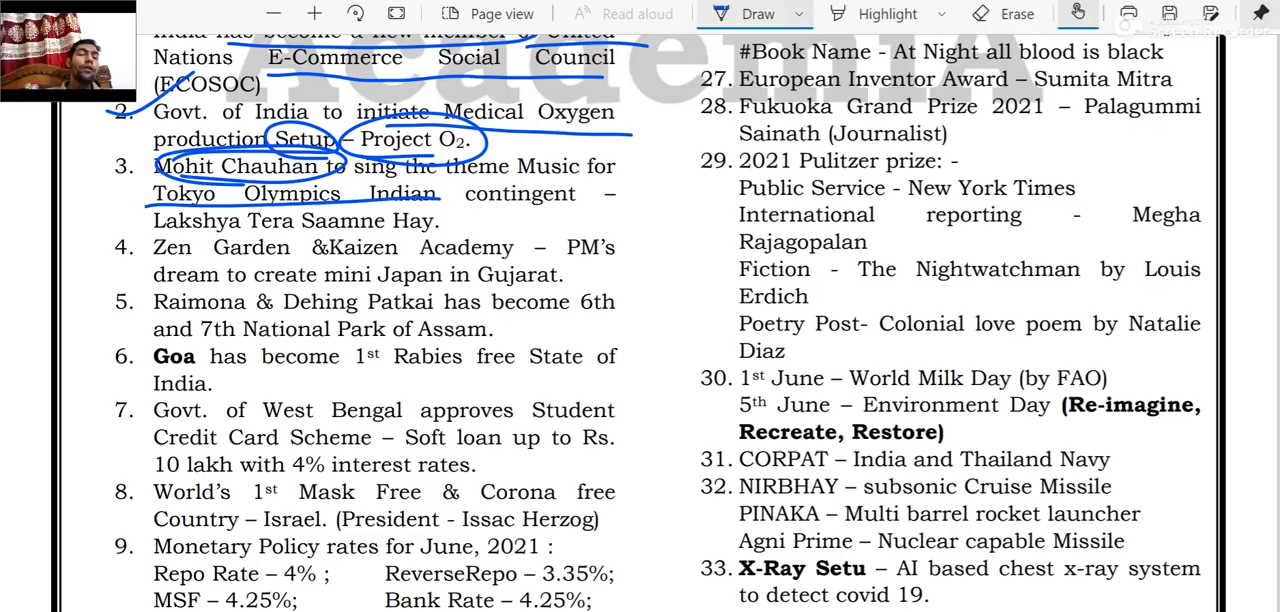 Page view
Read aloud
Draw
Highlight
Erase
India has become a new member of United
Nations E-Commerce Social Council
(ECOSOC)
2. Govt. of India to initiate Medical Oxygen
production Setup – Project O₂.
3. Mohit Chauhan to sing the theme Music for
Tokyo Olympics Indian contingent –
Lakshya Tera Saamne Hay.
4. Zen Garden &Kaizen Academy – PM's
dream to create mini Japan in Gujarat.
5. Raimona & Dehing Patkai has become 6th
and 7th National Park of Assam.
6. Goa has become 1st Rabies free State of
India.
7. Govt. of West Bengal approves Student
Credit Card Scheme – Soft loan up to Rs.
10 lakh with 4% interest rates.
8. World's 1st Mask Free & Corona free
Country – Israel. (President - Issac Herzog)
9. Monetary Policy rates for June, 2021 :
Repo Rate – 4% ; ReverseRepo – 3.35%;
MSF – 4.25%; Bank Rate – 4.25%;
#Book Name - At Night all blood is black
27. European Inventor Award – Sumita Mitra
28. Fukuoka Grand Prize 2021 – Palagummi
Sainath (Journalist)
29. 2021 Pulitzer prize: -
Public Service - New York Times
International reporting - Megha
Rajagopalan
Fiction - The Nightwatchman by Louis
Erdich
Poetry Post- Colonial love poem by Natalie
Diaz
30. 1st June – World Milk Day (by FAO)
5th June – Environment Day (Re-imagine,
Recreate, Restore)
31. CORPAT – India and Thailand Navy
32. NIRBHAY – subsonic Cruise Missile
PINAKA – Multi barrel rocket launcher
Agni Prime – Nuclear capable Missile
33. X-Ray Setu – AI based chest x-ray system
to detect covid 19.